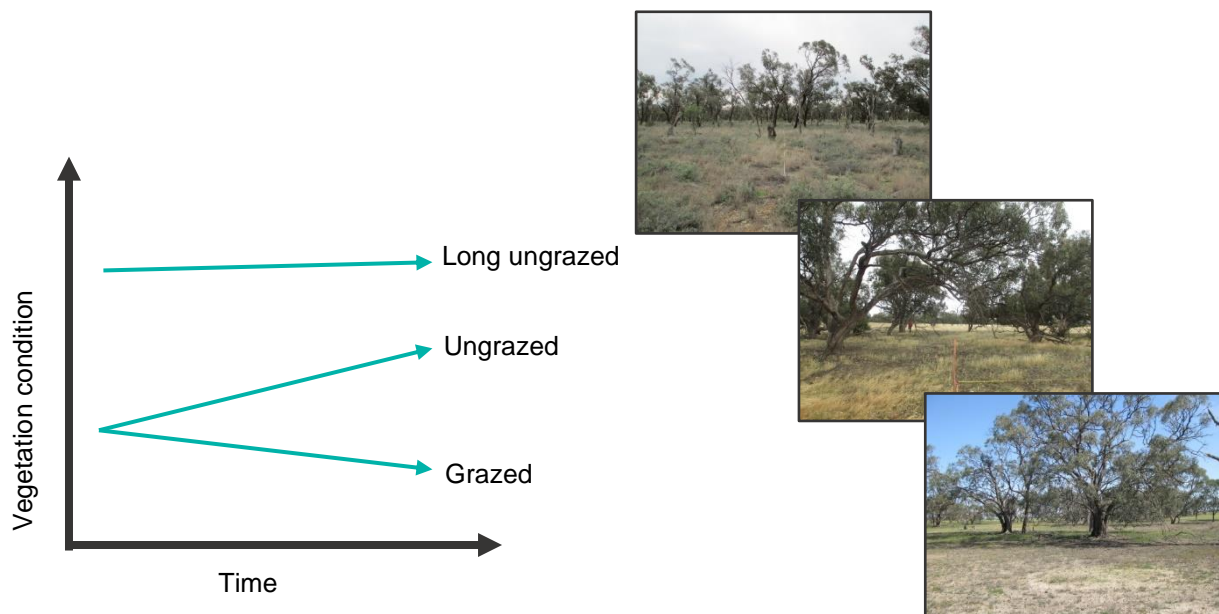 Long ungrazed
Ungrazed
Grazed
Vegetation condition
Time